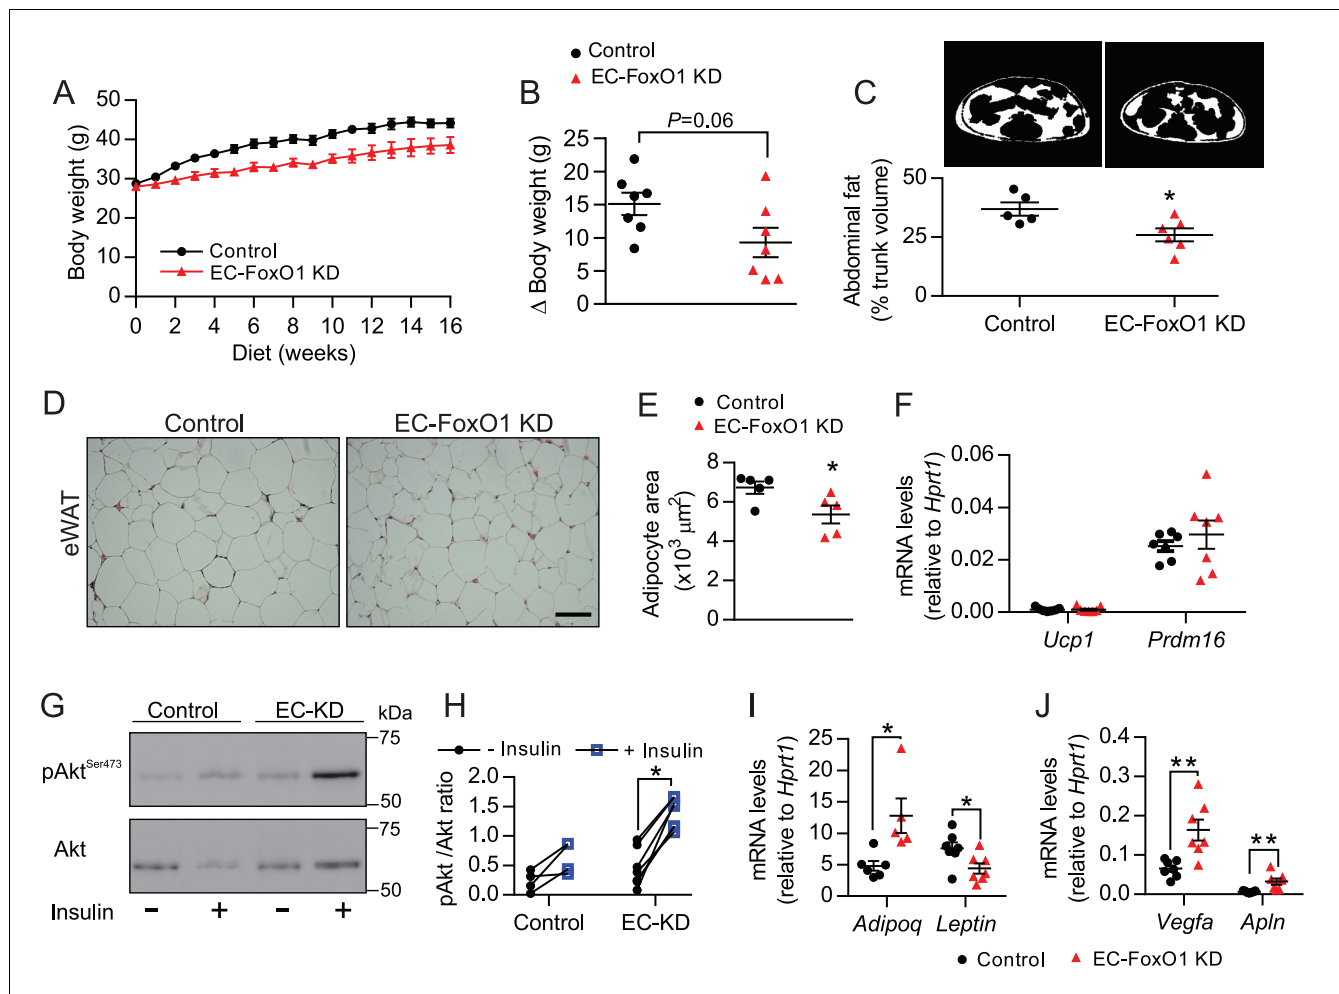 Control
EC-FoxO1 KD
A
Body weight (g)
50
40
30
20
10
0
Control
EC-FoxO1 KD
0 2 4 6 8 10 12 14 16
Diet (weeks)
B
P=0.06
Δ Body weight (g)
25
20
15
10
5
0
C
Abdominal fat
(% trunk volume)
50
25
0
*
Control EC-FoxO1 KD
D
Control EC-FoxO1 KD
eWAT
E
Control
EC-FoxO1 KD
Adipocyte area
(x10³ µm²)
8
6
4
2
0
*
F
mRNA levels
(relative to Hprt1)
0.06
0.04
0.02
0.00
Ucp1 Prdm16
G
Control EC-KD kDa
pAktSer473
75
50
Akt
75
50
Insulin − + − +
H
- Insulin + Insulin
pAkt /Akt ratio
2.0
1.5
1.0
0.5
0.0
*
Control EC-KD
I
mRNA levels
(relative to Hprt1)
25
20
15
10
5
0
*
*
Adipoq Leptin
J
mRNA levels
(relative to Hprt1)
0.4
0.3
0.2
0.1
0.0
**
**
Vegfa Apln
Control EC-FoxO1 KD